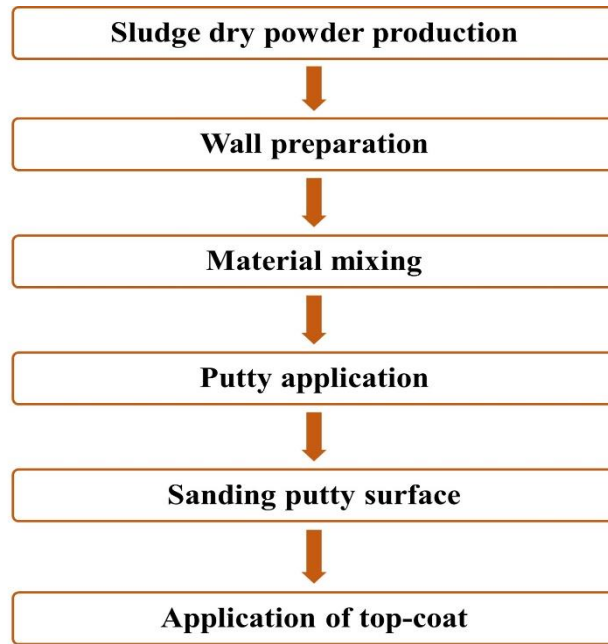 Sludge dry powder production
Wall preparation
Material mixing
Putty application
Sanding putty surface
Application of top-coat